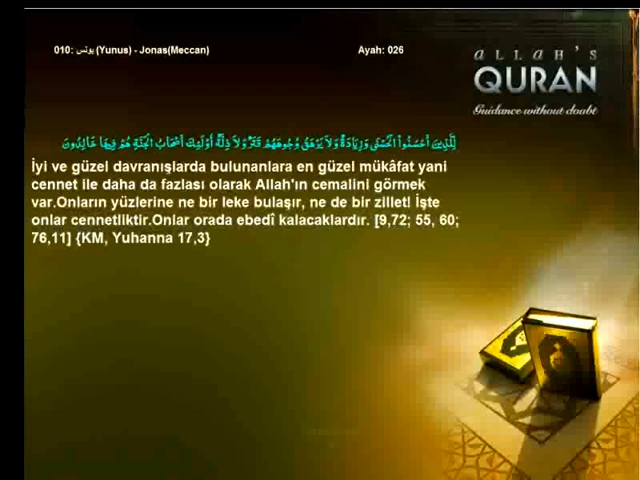 010: يونس (Yunus) - Jonas(Meccan)
Ayah: 026
ALLAH'S
QURAN
Guidance without doubt
لِّلَّذِينَ أَحْسَنُواْ الْحُسْنَى وَزِيَادَةٌ وَلاَ يَرْهَقُ وُجُوهَهُمْ قَتَرٌ وَلاَ ذِلَّةٌ أُوْلَئِكَ أَصْحَابُ الْجَنَّةِ هُمْ فِيهَا خَالِدُونَ
İyi ve güzel davranışlarda bulunanlara en güzel mükâfat yani
cennet ile daha da fazlası olarak Allah'ın cemalini görmek
var.Onların yüzlerine ne bir leke bulaşır, ne de bir zillet! İşte
onlar cennetliktir.Onlar orada ebedî kalacaklardır. [9,72; 55, 60;
76,11] {KM, Yuhanna 17,3}